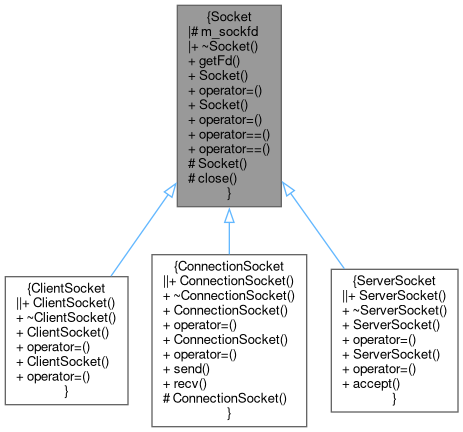 {Socket
|# m_sockfd
|+ ~Socket()
+ getFd()
+ Socket()
+ operator=()
+ Socket()
+ operator=()
+ operator==()
+ operator==()
# Socket()
# close()
}
{ClientSocket
||+ ClientSocket()
+ ~ClientSocket()
+ ClientSocket()
+ operator=()
+ ClientSocket()
+ operator=()
}
{ConnectionSocket
||+ ConnectionSocket()
+ ~ConnectionSocket()
+ ConnectionSocket()
+ operator=()
+ ConnectionSocket()
+ operator=()
+ send()
+ recv()
# ConnectionSocket()
}
{ServerSocket
||+ ServerSocket()
+ ~ServerSocket()
+ ServerSocket()
+ operator=()
+ ServerSocket()
+ operator=()
+ accept()
}